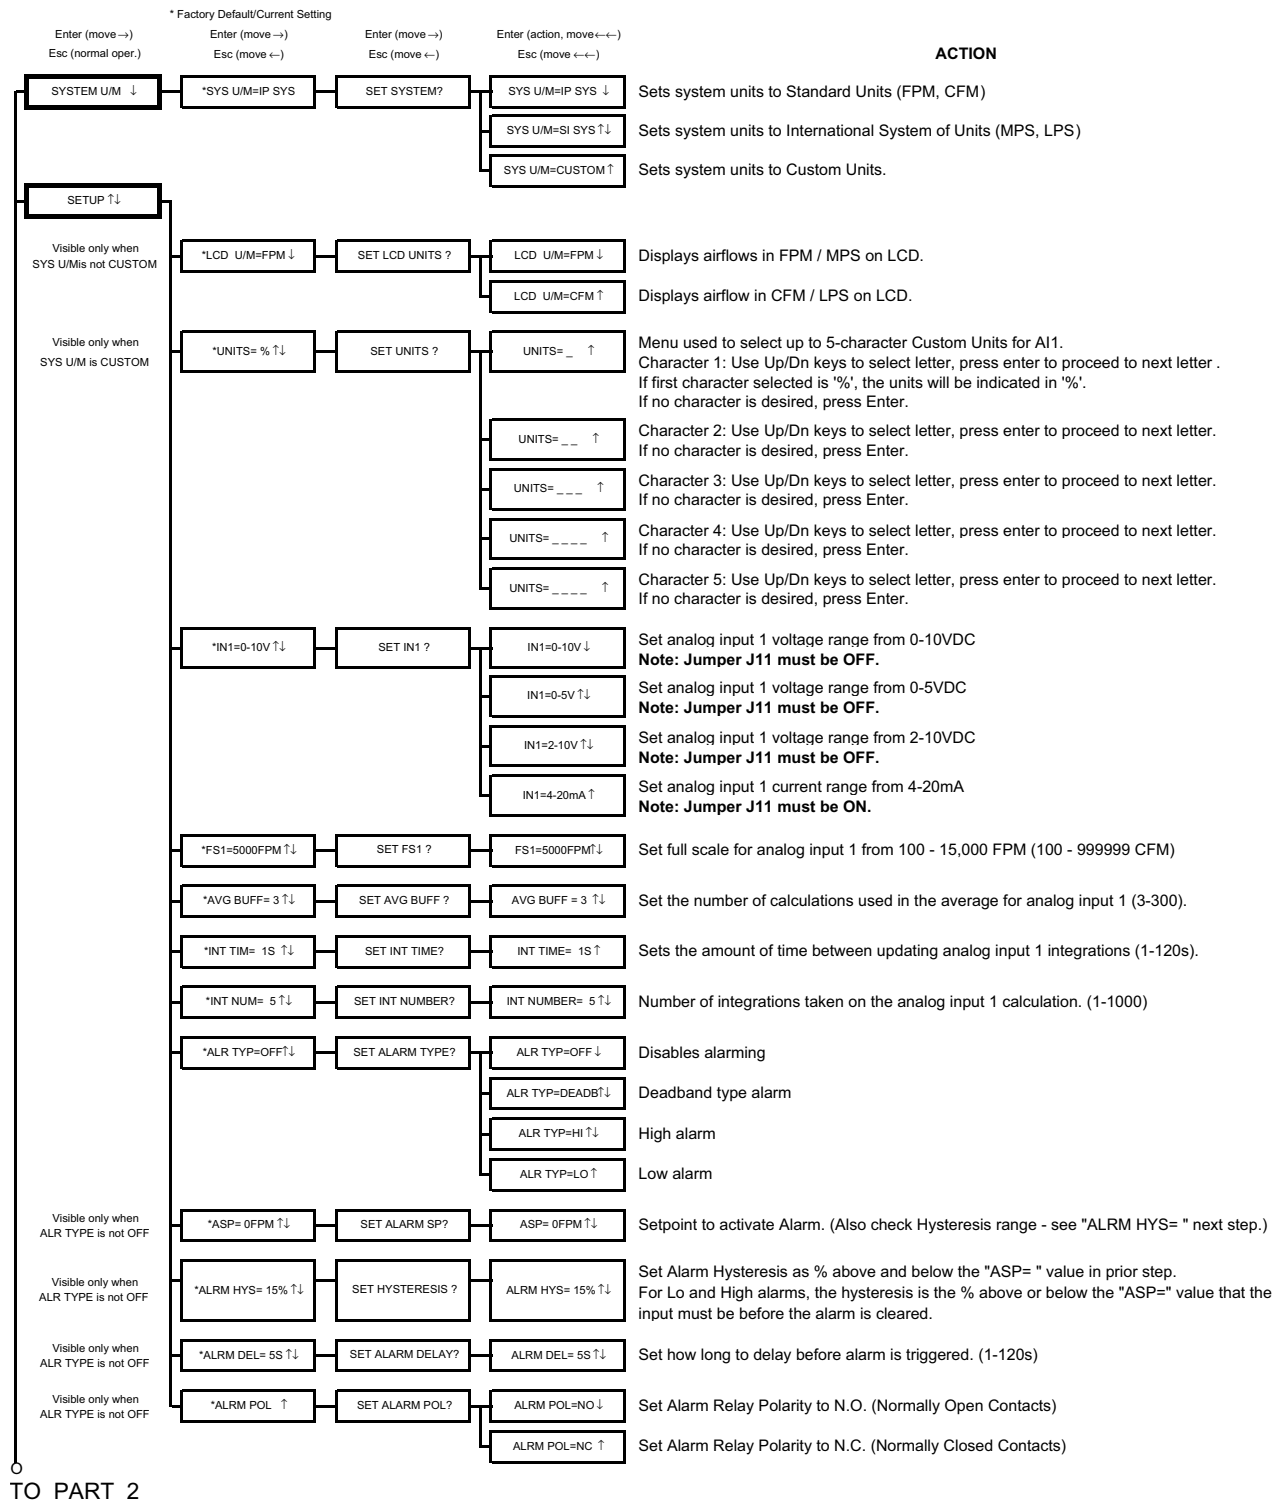 * Factory Default/Current Setting
Enter (move→) Enter (move→) Enter (move→) Enter (action, move←←)
Esc (normal oper.) Esc (move←) Esc (move←) Esc (move←←) ACTION
SYSTEM U/M ↓ *SYS U/M=IP SYS SET SYSTEM? SYS U/M=IP SYS ↓ Sets system units to Standard Units (FPM, CFM)
SYS U/M=SI SYS↑↓ Sets system units to International System of Units (MPS, LPS)
SYS U/M=CUSTOM↑ Sets system units to Custom Units.
SETUP ↑↓
Visible only when
SYS U/Mis not CUSTOM
*LCD U/M=FPM↓ SET LCD UNITS ? LCD U/M=FPM↓ Displays airflows in FPM / MPS on LCD.
LCD U/M=CFM↑ Displays airflow in CFM / LPS on LCD.
Visible only when
SYS U/M is CUSTOM
*UNITS= % ↑↓ SET UNITS ? UNITS= _ ↑ Menu used to select up to 5-character Custom Units for AI1.
Character 1: Use Up/Dn keys to select letter, press enter to proceed to next letter .
If first character selected is '%', the units will be indicated in '%'.
If no character is desired, press Enter.
UNITS= _ _ ↑ Character 2: Use Up/Dn keys to select letter, press enter to proceed to next letter.
If no character is desired, press Enter.
UNITS= _ _ _ ↑ Character 3: Use Up/Dn keys to select letter, press enter to proceed to next letter.
If no character is desired, press Enter.
UNITS= _ _ _ _ ↑ Character 4: Use Up/Dn keys to select letter, press enter to proceed to next letter.
If no character is desired, press Enter.
UNITS= _ _ _ _ ↑ Character 5: Use Up/Dn keys to select letter, press enter to proceed to next letter.
If no character is desired, press Enter.
*IN1=0-10V ↑↓ SET IN1 ? IN1=0-10V ↓ Set analog input 1 voltage range from 0-10VDC
Note: Jumper J11 must be OFF.
IN1=0-5V ↑↓ Set analog input 1 voltage range from 0-5VDC
Note: Jumper J11 must be OFF.
IN1=2-10V ↑↓ Set analog input 1 voltage range from 2-10VDC
Note: Jumper J11 must be OFF.
IN1=4-20mA ↑ Set analog input 1 current range from 4-20mA
Note: Jumper J11 must be ON.
*FS1=5000FPM ↑↓ SET FS1 ? FS1=5000FPM↑↓ Set full scale for analog input 1 from 100 - 15,000 FPM (100 - 999999 CFM)
*AVG BUFF= 3 ↑↓ SET AVG BUFF ? AVG BUFF = 3 ↑↓ Set the number of calculations used in the average for analog input 1 (3-300).
*INT TIM= 1S ↑↓ SET INT TIME? INT TIME= 1S ↑ Sets the amount of time between updating analog input 1 integrations (1-120s).
*INT NUM= 5 ↑↓ SET INT NUMBER? INT NUMBER= 5 ↑↓ Number of integrations taken on the analog input 1 calculation. (1-1000)
*ALR TYP=OFF↑↓ SET ALARM TYPE? ALR TYP=OFF ↓ Disables alarming
ALR TYP=DEADB↑↓ Deadband type alarm
ALR TYP=HI ↑↓ High alarm
ALR TYP=LO ↑ Low alarm
Visible only when
ALR TYPE is not OFF
*ASP= 0FPM ↑↓ SET ALARM SP? ASP= 0FPM ↑↓ Setpoint to activate Alarm. (Also check Hysteresis range - see "ALRM HYS= " next step.)
Visible only when
ALR TYPE is not OFF
*ALRM HYS= 15% ↑↓ SET HYSTERESIS ? ALRM HYS= 15% ↑↓ Set Alarm Hysteresis as % above and below the "ASP= " value in prior step.
For Lo and High alarms, the hysteresis is the % above or below the "ASP=" value that the
input must be before the alarm is cleared.
Visible only when
ALR TYPE is not OFF
*ALRM DEL= 5S ↑↓ SET ALARM DELAY? ALRM DEL= 5S ↑↓ Set how long to delay before alarm is triggered. (1-120s)
Visible only when
ALR TYPE is not OFF
*ALRM POL ↑ SET ALARM POL? ALRM POL=NO ↓ Set Alarm Relay Polarity to N.O. (Normally Open Contacts)
ALRM POL=NC ↑ Set Alarm Relay Polarity to N.C. (Normally Closed Contacts)
TO PART 2